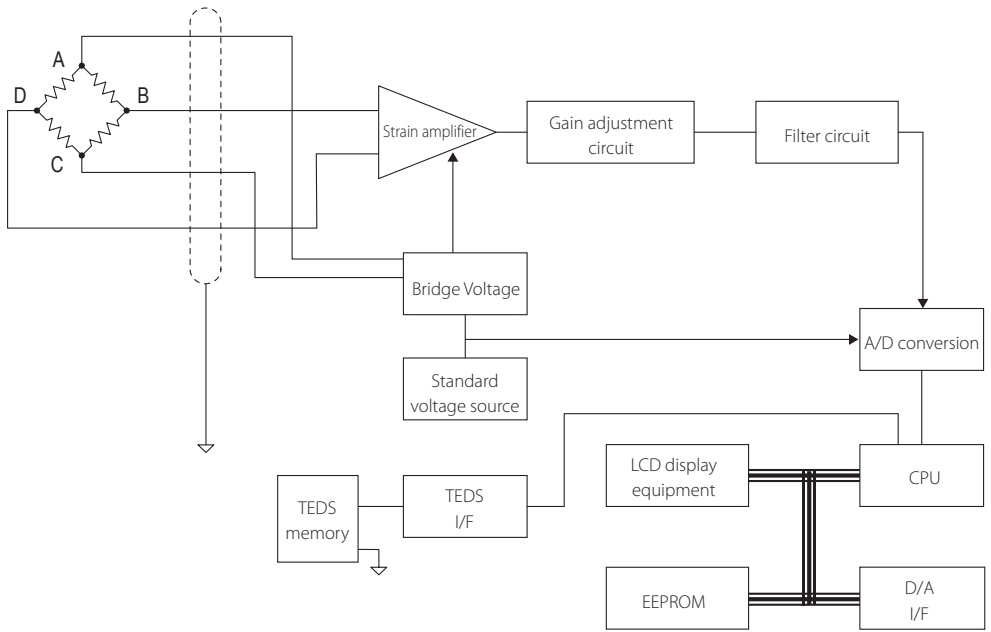 A
D
B
C
Strain amplifier
Gain adjustment
circuit
Filter circuit
Bridge Voltage
A/D conversion
Standard
voltage source
LCD display
equipment
CPU
TEDS
memory
TEDS
I/F
EEPROM
D/A
I/F